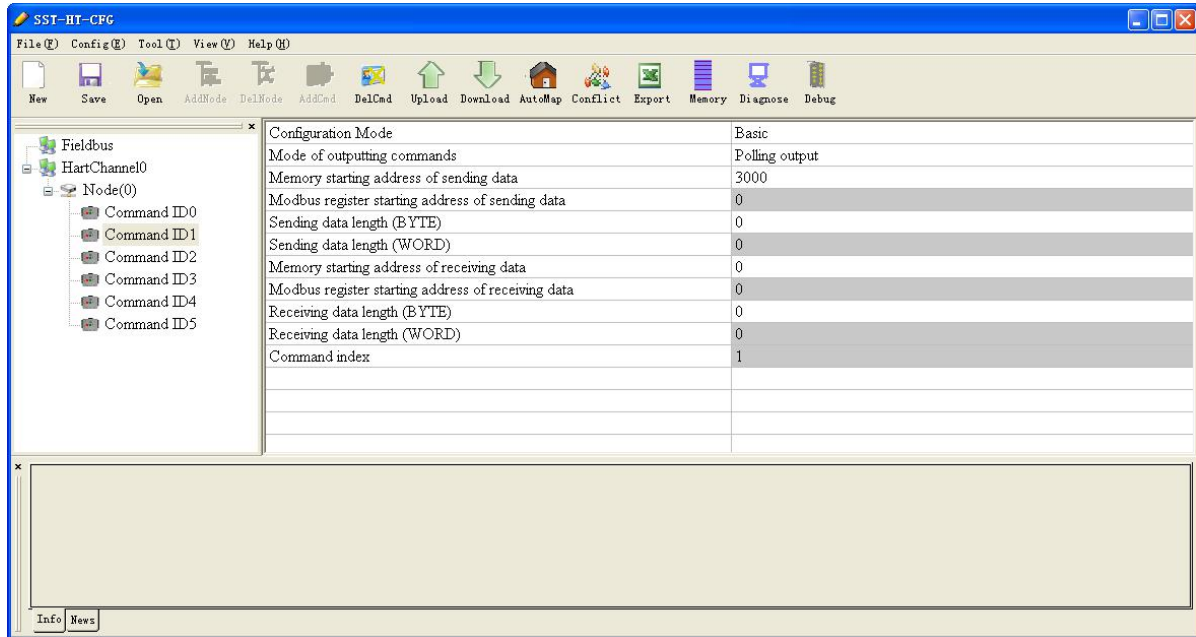 SST-HT-CFG
File(F) Config(E) Tool(T) View(V) Help(H)
New Save Open AddNode DelNode AddCmd DelCmd Upload Download AutoMap Conflict Export Memory Diagnose Debug
Fieldbus
HartChannel0
Node(0)
Command ID0
Command ID1
Command ID2
Command ID3
Command ID4
Command ID5
Configuration Mode Basic
Mode of outputting commands Polling output
Memory starting address of sending data 3000
Modbus register starting address of sending data 0
Sending data length (BYTE) 0
Sending data length (WORD) 0
Memory starting address of receiving data 0
Modbus register starting address of receiving data 0
Receiving data length (BYTE) 0
Receiving data length (WORD) 0
Command index 1
Info News